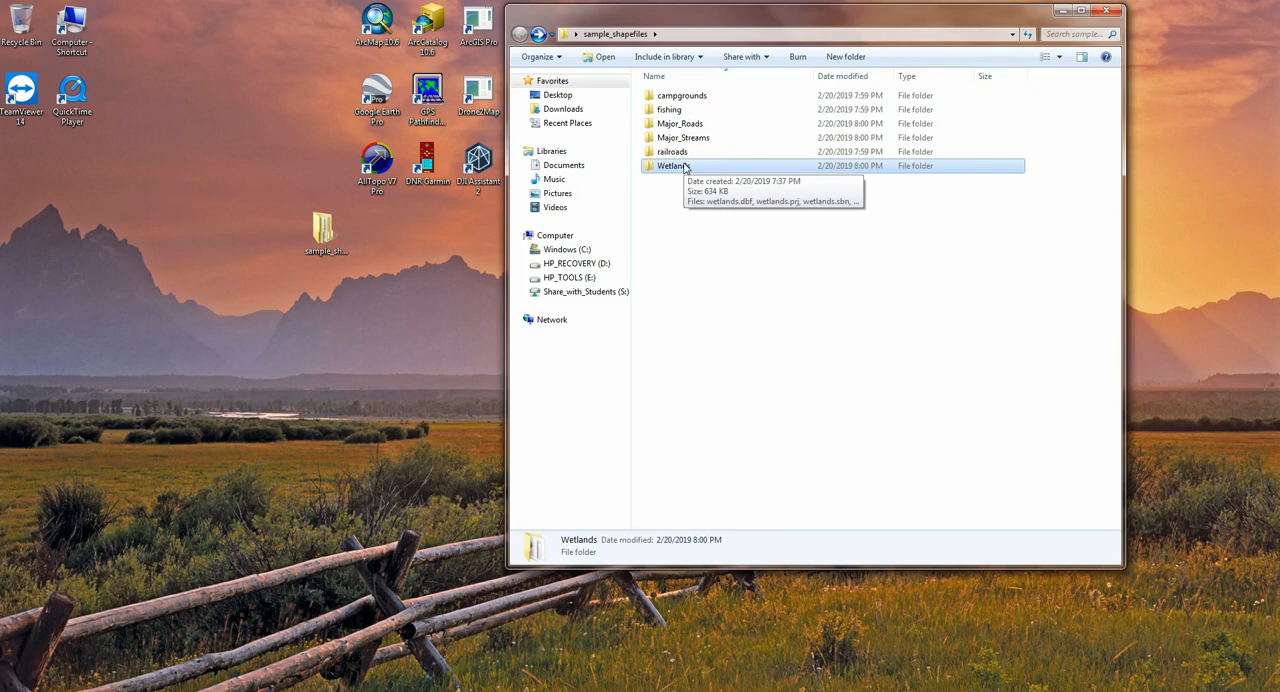 Recycle Bin
Computer - Shortcut
ArcMap 10.6
ArcCatalog 10.6
ArcGIS Pro
TeamViewer 14
QuickTime Player
Google Earth Pro
GPS Pathfind...
Drone2Map
AllTopo V7 Pro
DNR Garmin
DJI Assistant 2
sample_sh...
sample_shapefiles
Search sample...
Organize
Open
Include in library
Share with
Burn
New folder
Favorites
Desktop
Downloads
Recent Places
Libraries
Documents
Music
Pictures
Videos
Computer
Windows (C:)
HP_RECOVERY (D:)
HP_TOOLS (E:)
Share_with_Students (S:)
Network
Name Date modified Type Size
campgrounds 2/20/2019 7:59 PM File folder
fishing 2/20/2019 7:59 PM File folder
Major_Roads 2/20/2019 8:00 PM File folder
Major_Streams 2/20/2019 8:00 PM File folder
railroads 2/20/2019 7:59 PM File folder
Wetlands 2/20/2019 8:00 PM File folder
Date created: 2/20/2019 7:37 PM
Size: 634 KB
Files: wetlands.dbf, wetlands.prj, wetlands.sbn, ...
Wetlands Date modified: 2/20/2019 8:00 PM
File folder